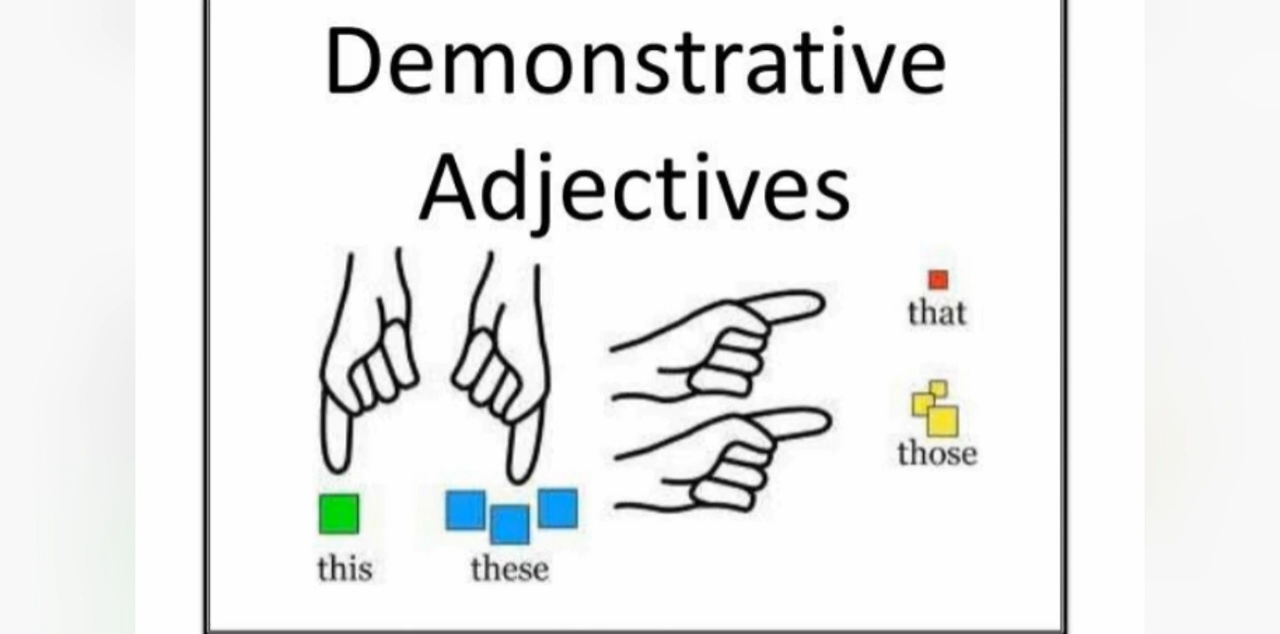 Demonstrative
Adjectives
that
those
this
these